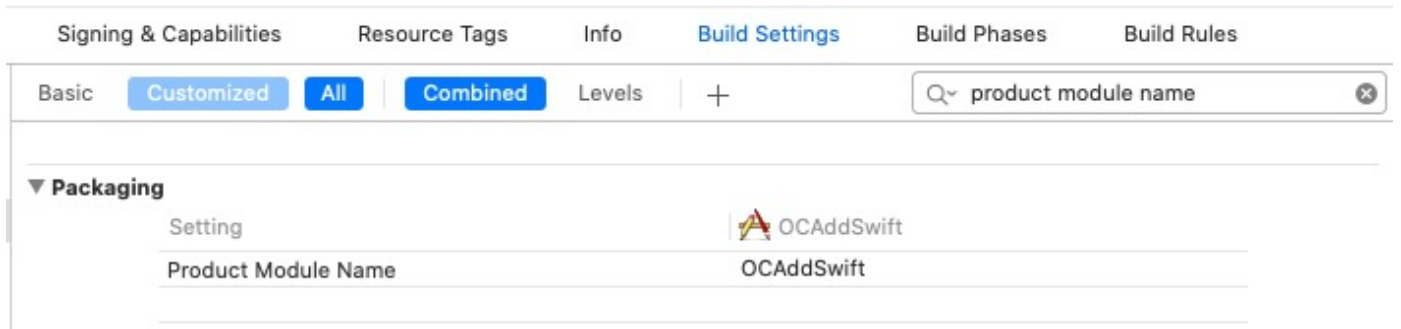 Signing & Capabilities Resource Tags Info Build Settings Build Phases Build Rules
Basic Customized All Combined Levels + product module name
Packaging
Setting OCAddSwift
Product Module Name OCAddSwift